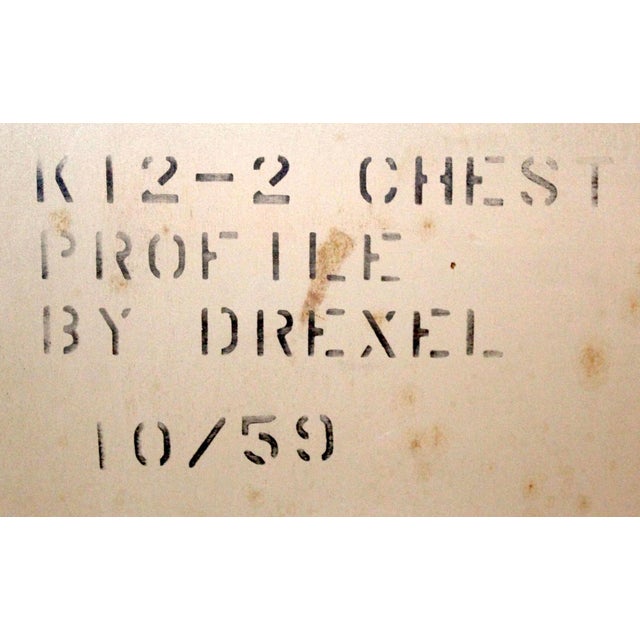 K12-2 CHEST
PROFILE
BY DREXEL
10/59